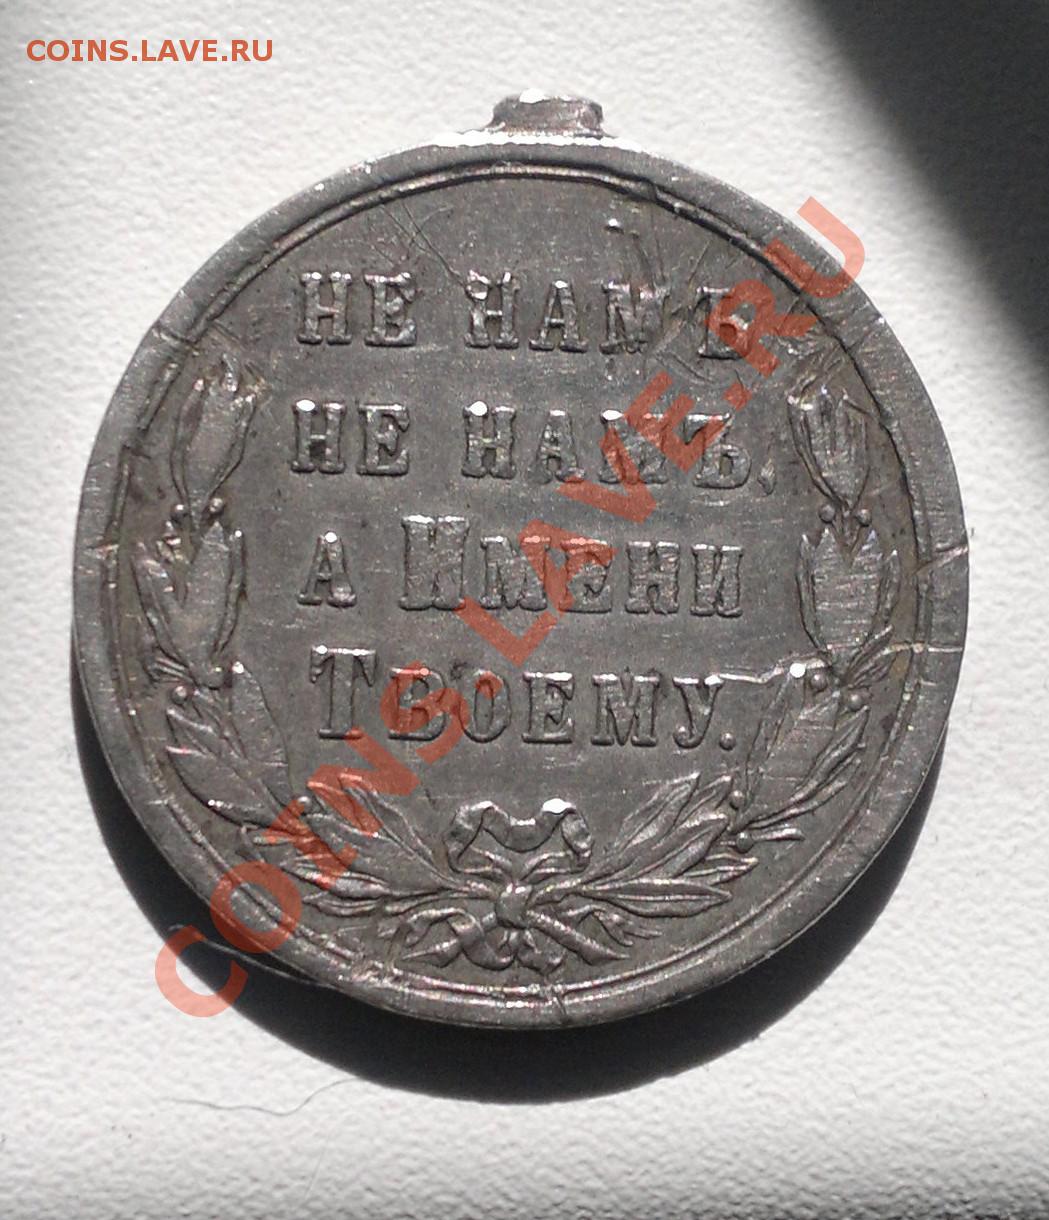 COINS.LAVE.RU
НЕ НАМЪ
НЕ НАМЪ,
А ИМЕНИ
ТВОЕМУ.
COINS.LAVE.RU